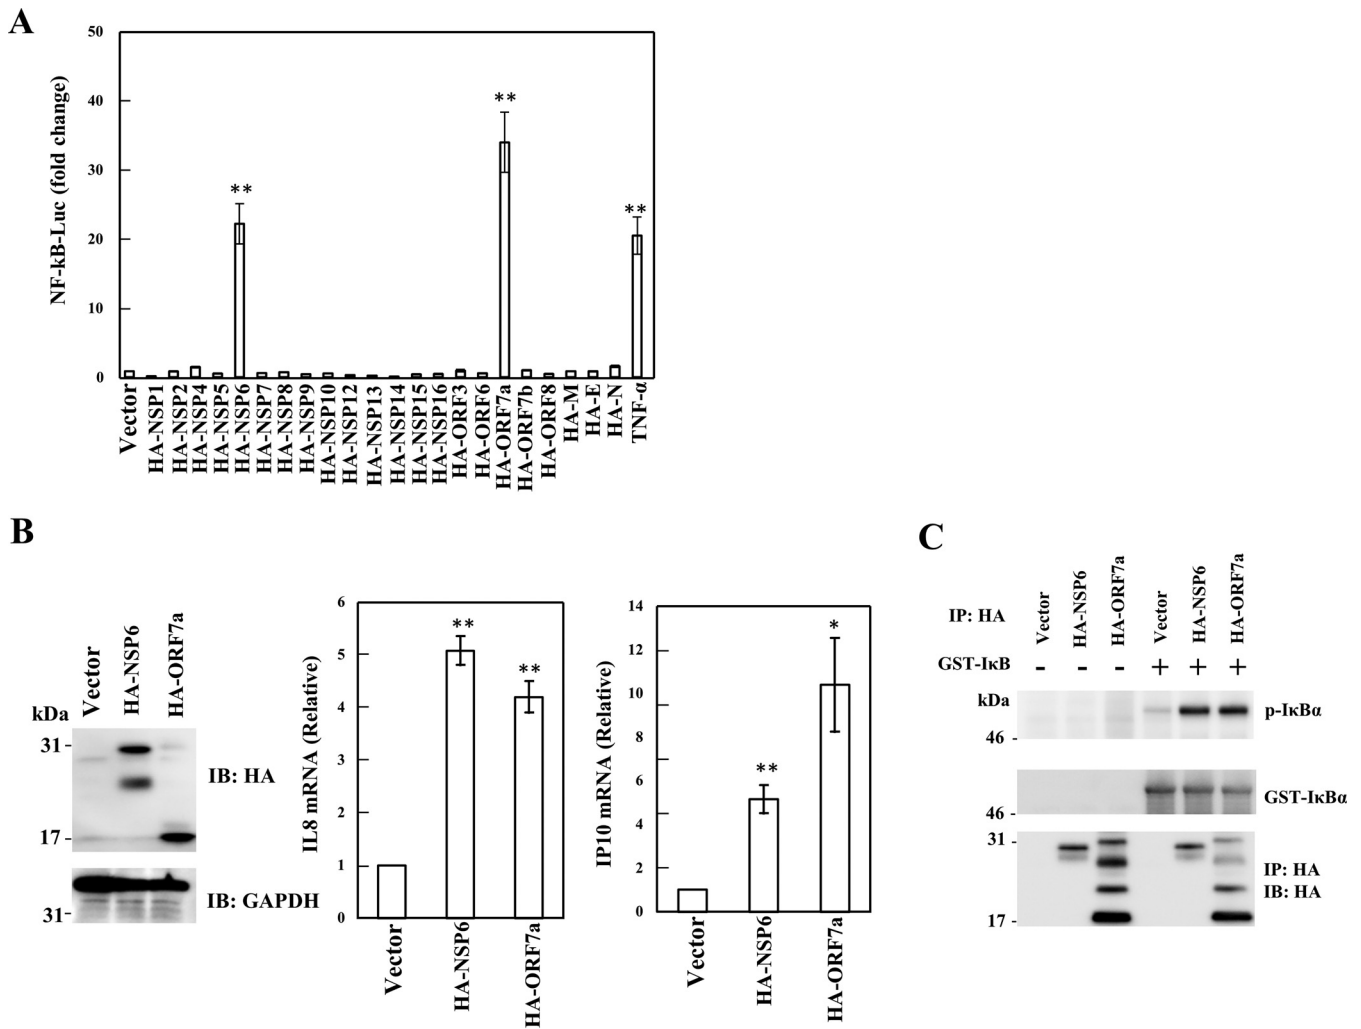 A
NF-kB-Luc (fold change)
50
40
30
20
10
0
**
**
**
Vector
HA-NSP1
HA-NSP2
HA-NSP4
HA-NSP5
HA-NSP6
HA-NSP7
HA-NSP8
HA-NSP9
HA-NSP10
HA-NSP12
HA-NSP13
HA-NSP14
HA-NSP15
HA-NSP16
HA-ORF3
HA-ORF6
HA-ORF7a
HA-ORF7b
HA-ORF8
HA-M
HA-E
HA-N
TNF-α
B
kDa
Vector
HA-NSP6
HA-ORF7a
31 -
17 -
IB: HA
31-
IB: GAPDH
IL8 mRNA (Relative)
6
5
4
3
2
1
0
**
**
Vector
HA-NSP6
HA-ORF7a
IP10 mRNA (Relative)
14
12
10
8
6
4
2
0
**
*
Vector
HA-NSP6
HA-ORF7a
C
IP: HA
Vector
HA-NSP6
HA-ORF7a
Vector
HA-NSP6
HA-ORF7a
GST-IκB - - - + + +
kDa
46 -
p-IκBα
46 -
GST-IκBα
31 -
17 -
IP: HA
IB: HA